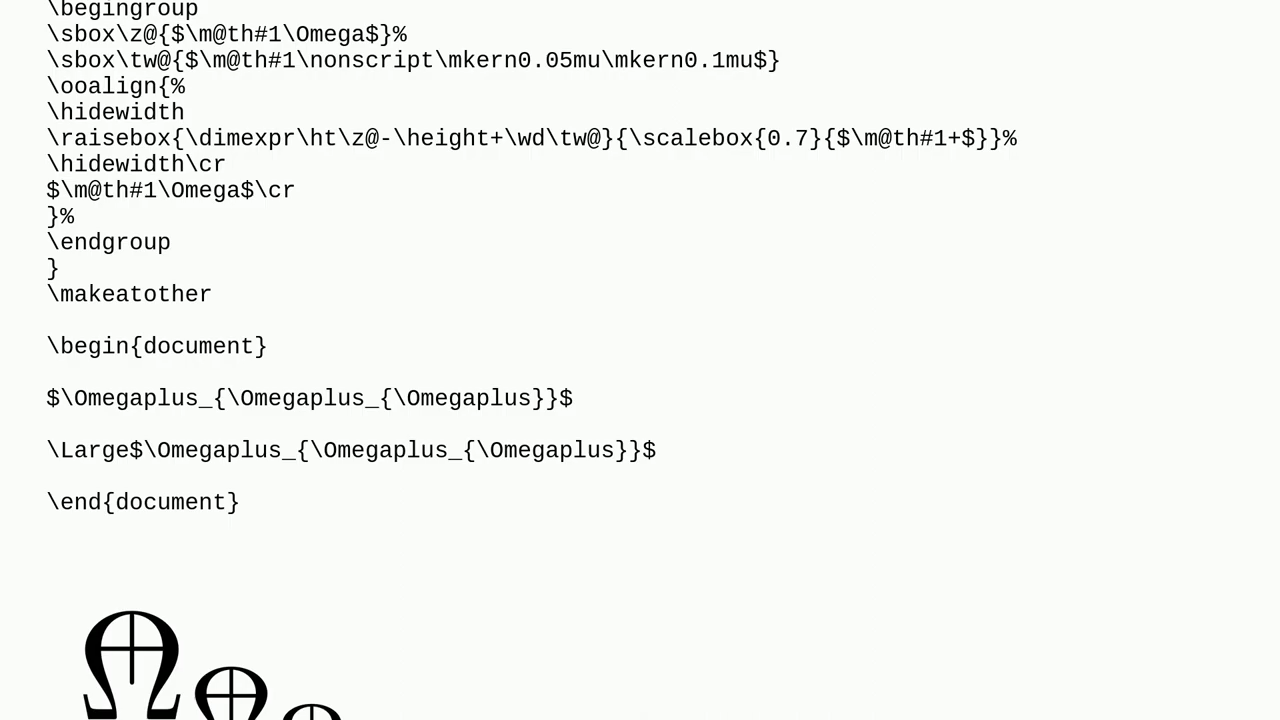 \begingroup
\sbox\z@{$\m@th#1\Omega$}%
\sbox\tw@{$\m@th#1\nonscript\mkern0.05mu\mkern0.1mu$}
\ooalign{%
\hidewidth
\raisebox{\dimexpr\ht\z@-\height+\wd\tw@}{\scalebox{0.7}{$\m@th#1+$}}%
\hidewidth\cr
$\m@th#1\Omega$\cr
}%
\endgroup
}
\makeatother
\begin{document}
$\Omegaplus_{\Omegaplus_{\Omegaplus}}$
\Large$\Omegaplus_{\Omegaplus_{\Omegaplus}}$
\end{document}